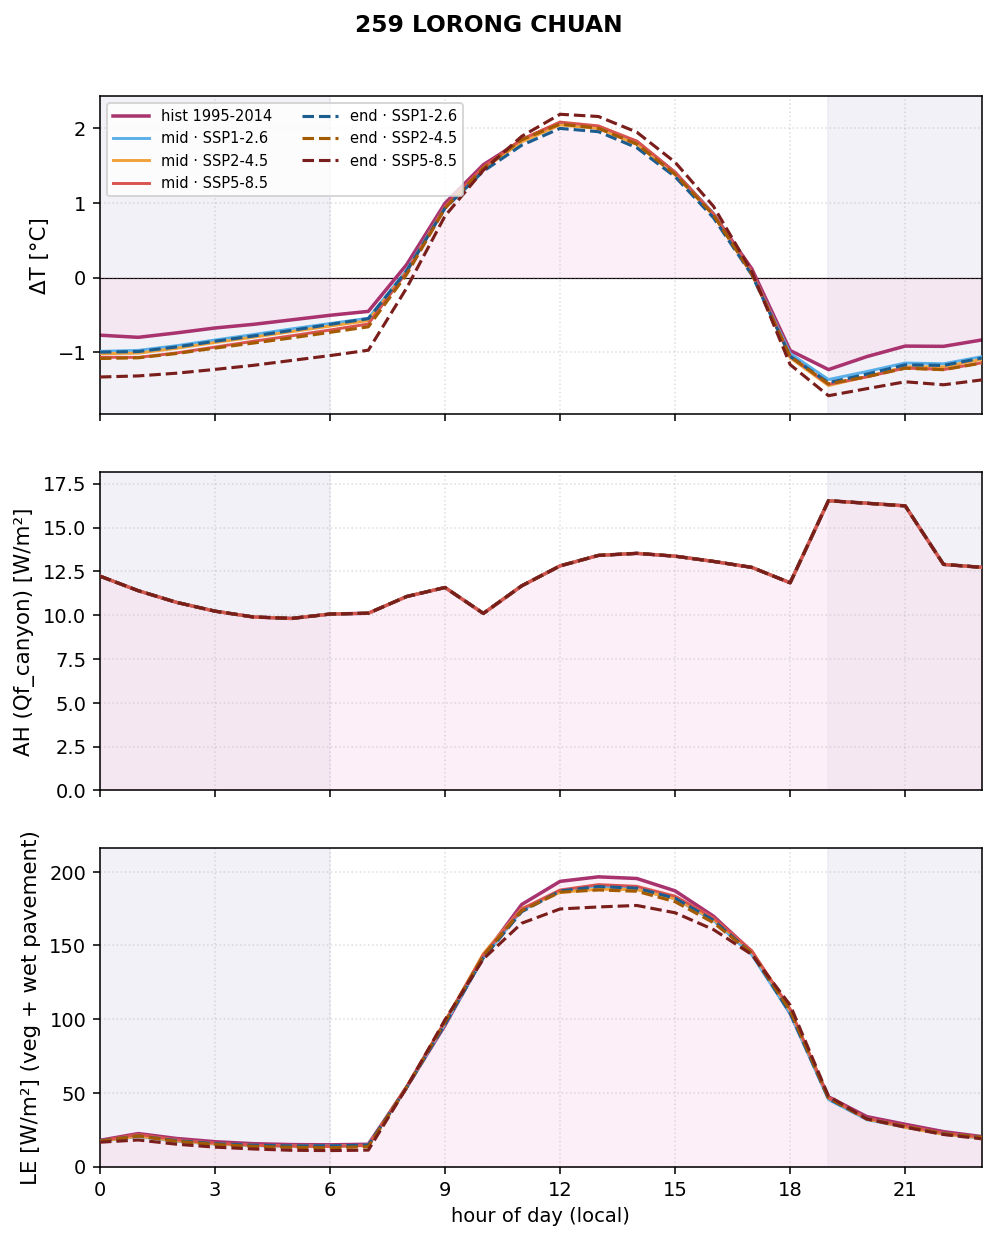 259 LORONG CHUAN
hist 1995-2014
mid · SSP1-2.6
mid · SSP2-4.5
mid · SSP5-8.5
end · SSP1-2.6
end · SSP2-4.5
end · SSP5-8.5
ΔT [°C]
2
1
0
−1
AH (Qf_canyon) [W/m²]
17.5
15.0
12.5
10.0
7.5
5.0
2.5
0.0
LE [W/m²] (veg + wet pavement)
200
150
100
50
0
0 3 6 9 12 15 18 21
hour of day (local)